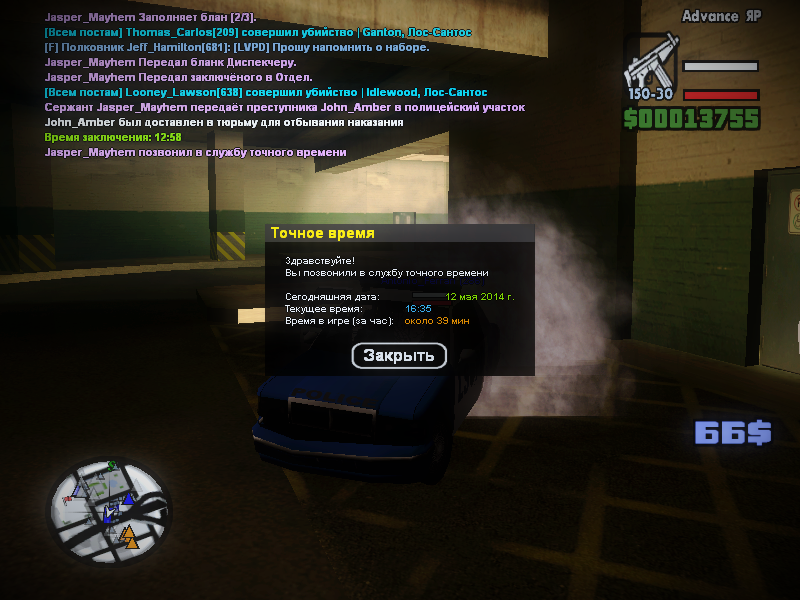 Jasper_Mayhem Заполняет блан [2/3].
[Всем постам] Thomas_Carlos[209] совершил убийство | Ganton, Лос-Сантос
[F] Полковник Jeff_Hamilton[681]: [LVPD] Прошу напомнить о наборе.
Jasper_Mayhem Передал бланк Диспекчеру.
Jasper_Mayhem Передал заключёного в Отдел.
[Всем постам] Looney_Lawson[638] совершил убийство | Idlewood, Лос-Сантос
Сержант Jasper_Mayhem передаёт преступника John_Amber в полицейский участок
John_Amber был доставлен в тюрьму для отбывания наказания
Время заключения: 12:58
Jasper_Mayhem позвонил в службу точного времени
Advance ЯP
150-30
$00013755
Точное время
Здравствуйте!
Вы позвонили в службу точного времени
Сегодняшняя дата: 12 мая 2014 г.
Текущее время: 16:35
Время в игре (за час): около 39 мин
Закрыть
66$